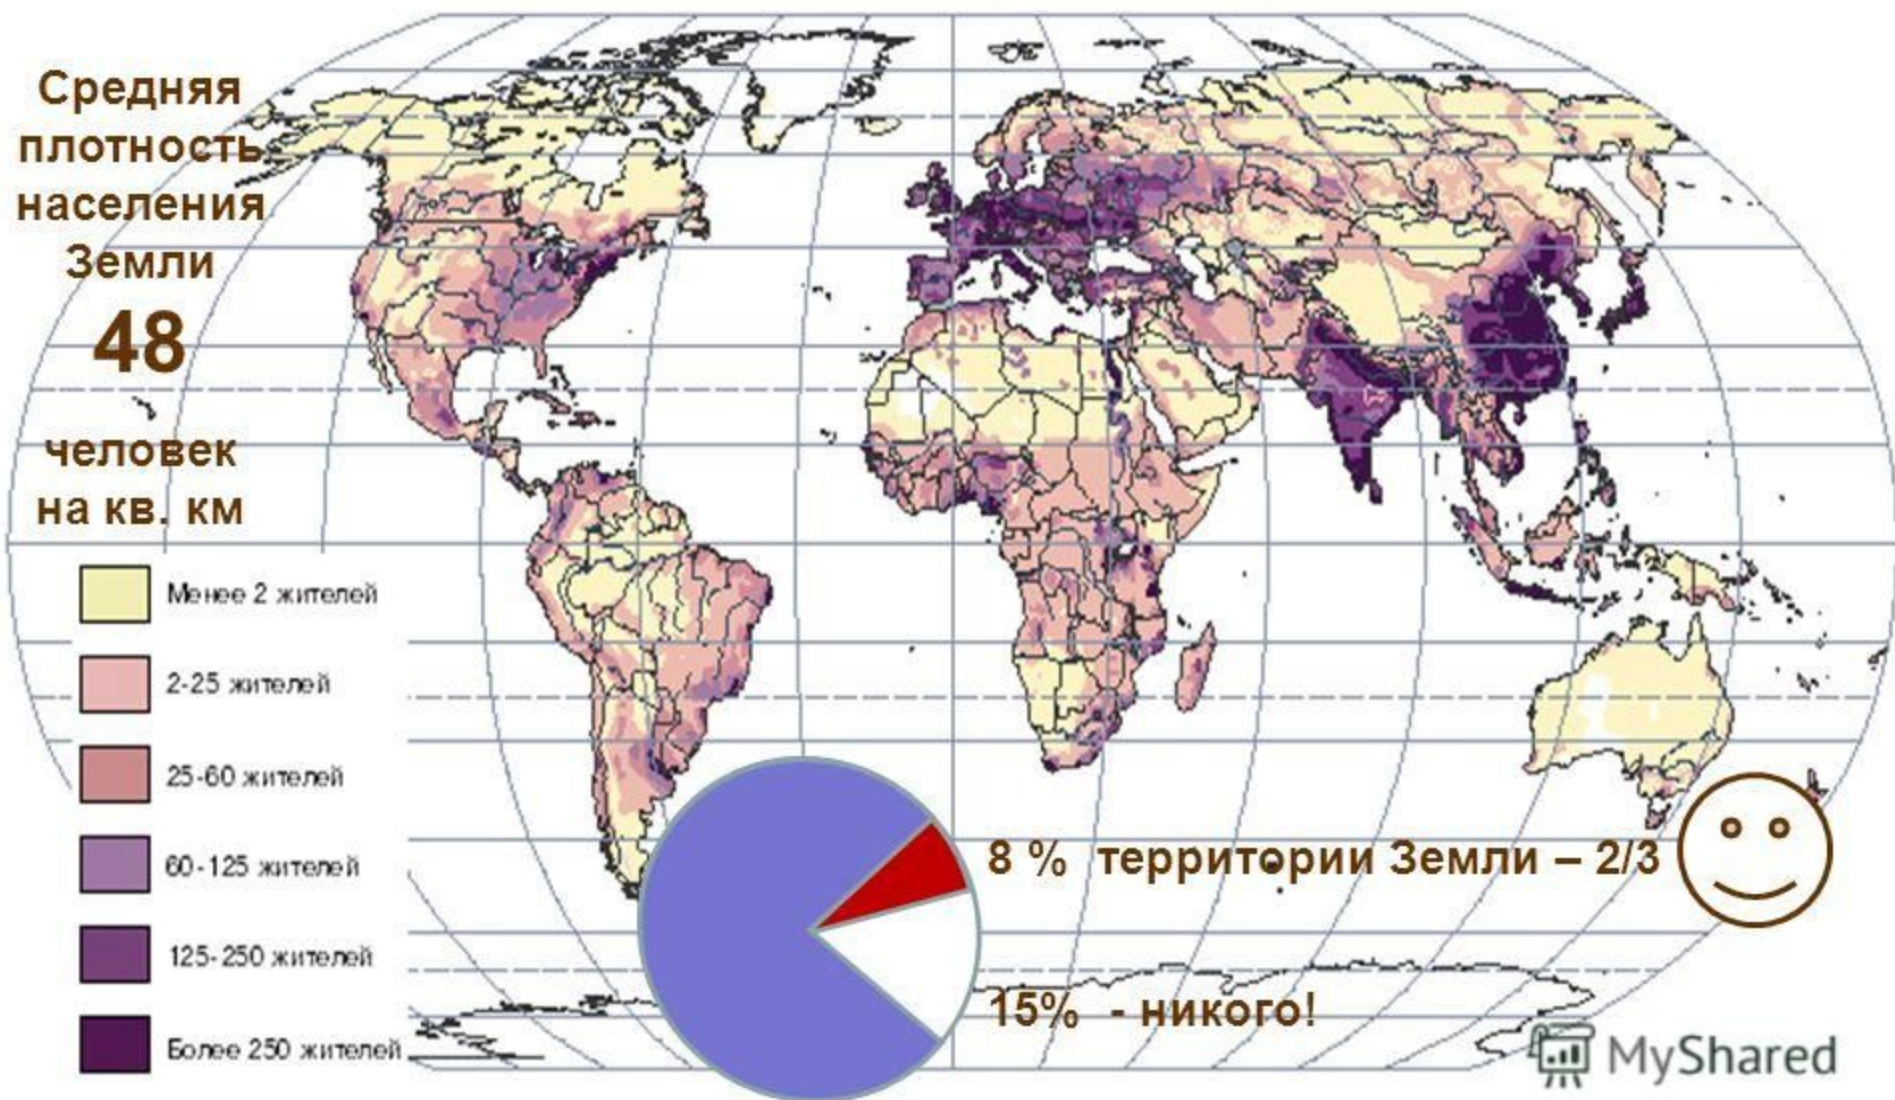 Средняя
плотность
населения
Земли
48
человек
на кв. км
Менее 2 жителей
2-25 жителей
25-60 жителей
60-125 жителей
125-250 жителей
Более 250 жителей
8 % территории Земли – 2/3
15% - никого!
MyShared